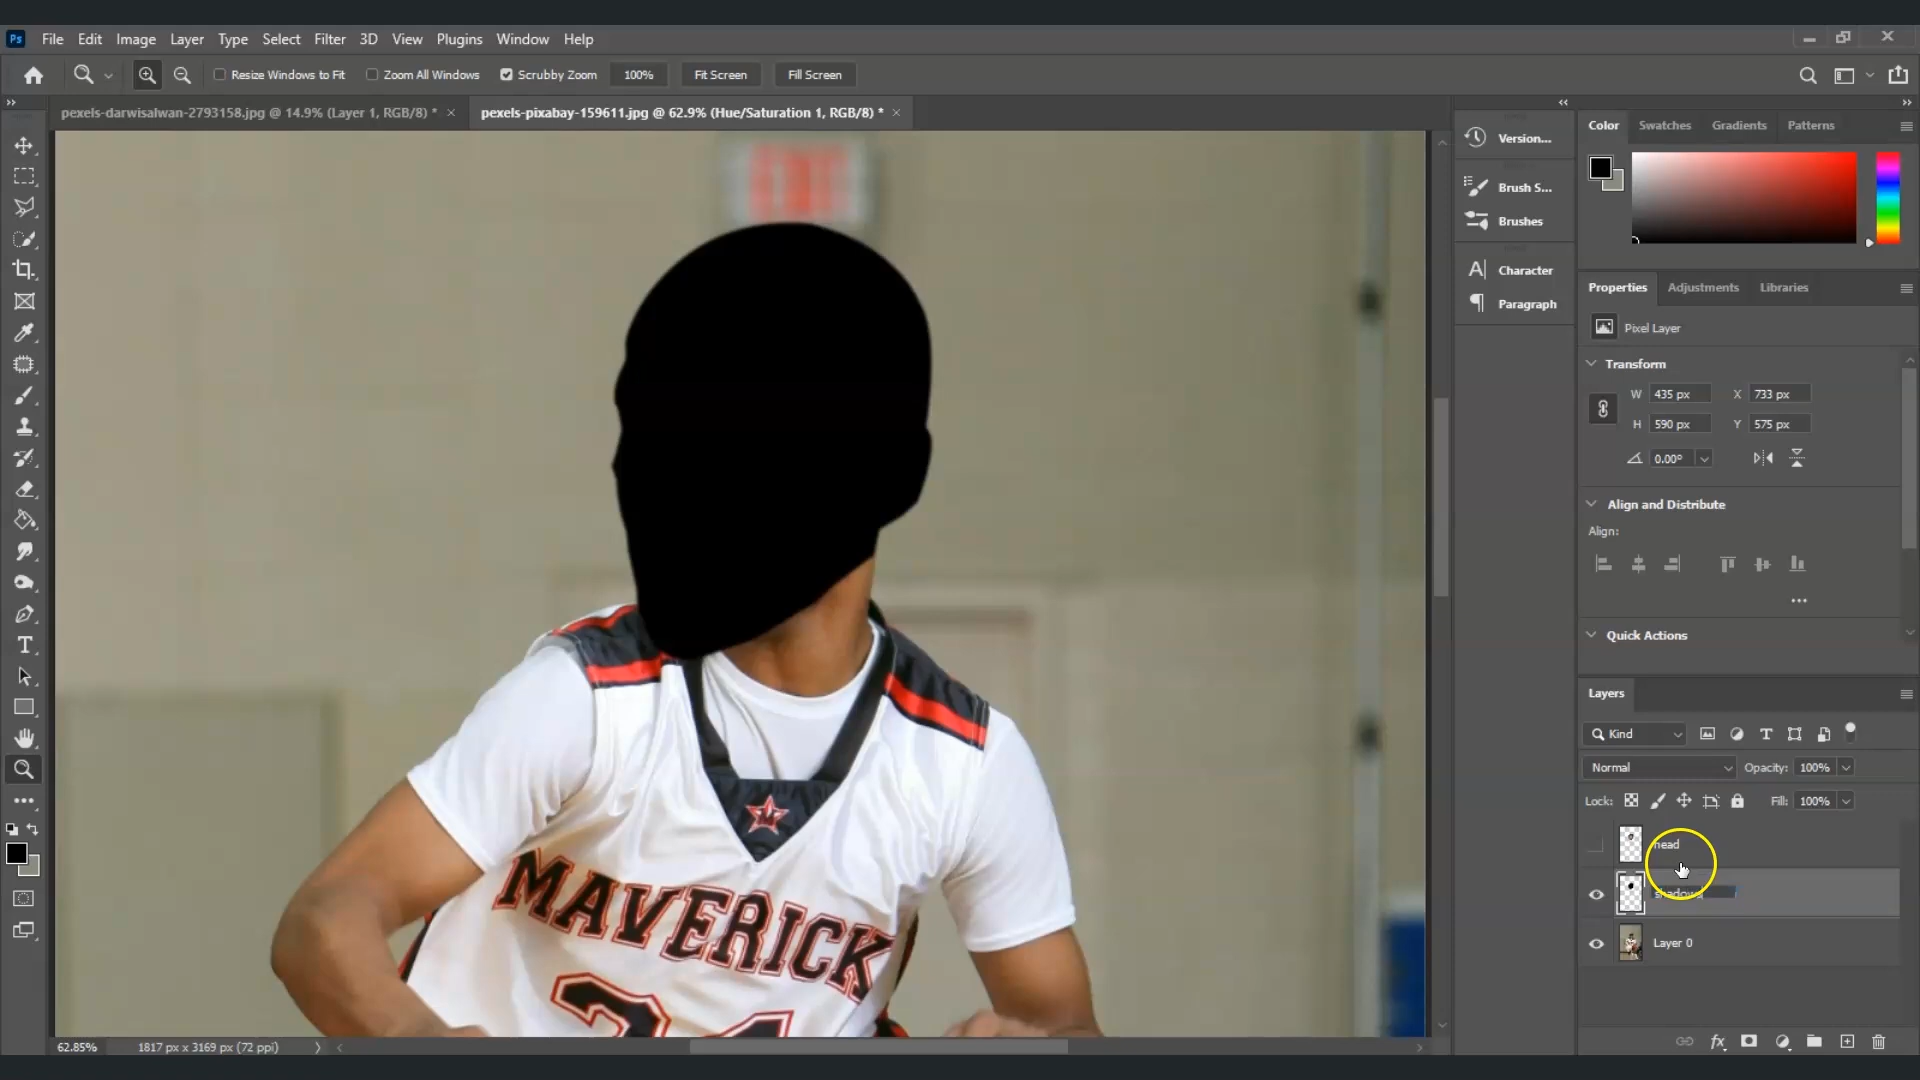 Ps File Edit Image Layer Type Select Filter 3D View Plugins Window Help
Resize Windows to Fit Zoom All Windows Scrubby Zoom 100% Fit Screen Fill Screen
pexels-darwisalwan-2793158.jpg @ 14.9% (Layer 1, RGB/8) * × pexels-pixabay-159611.jpg @ 62.9% (Hue/Saturation 1, RGB/8) * ×
Version...
Brush S...
Brushes
Character
Paragraph
Color Swatches Gradients Patterns
Properties Adjustments Libraries
Pixel Layer
Transform
W 435 px X 733 px
H 590 px Y 575 px
0.00°
Align and Distribute
Align:
Quick Actions
Layers
Kind
Normal Opacity: 100%
Lock: Fill: 100%
head
shadow
Layer 0
MAVERICK
62.85% 1817 px x 3169 px (72 ppi)